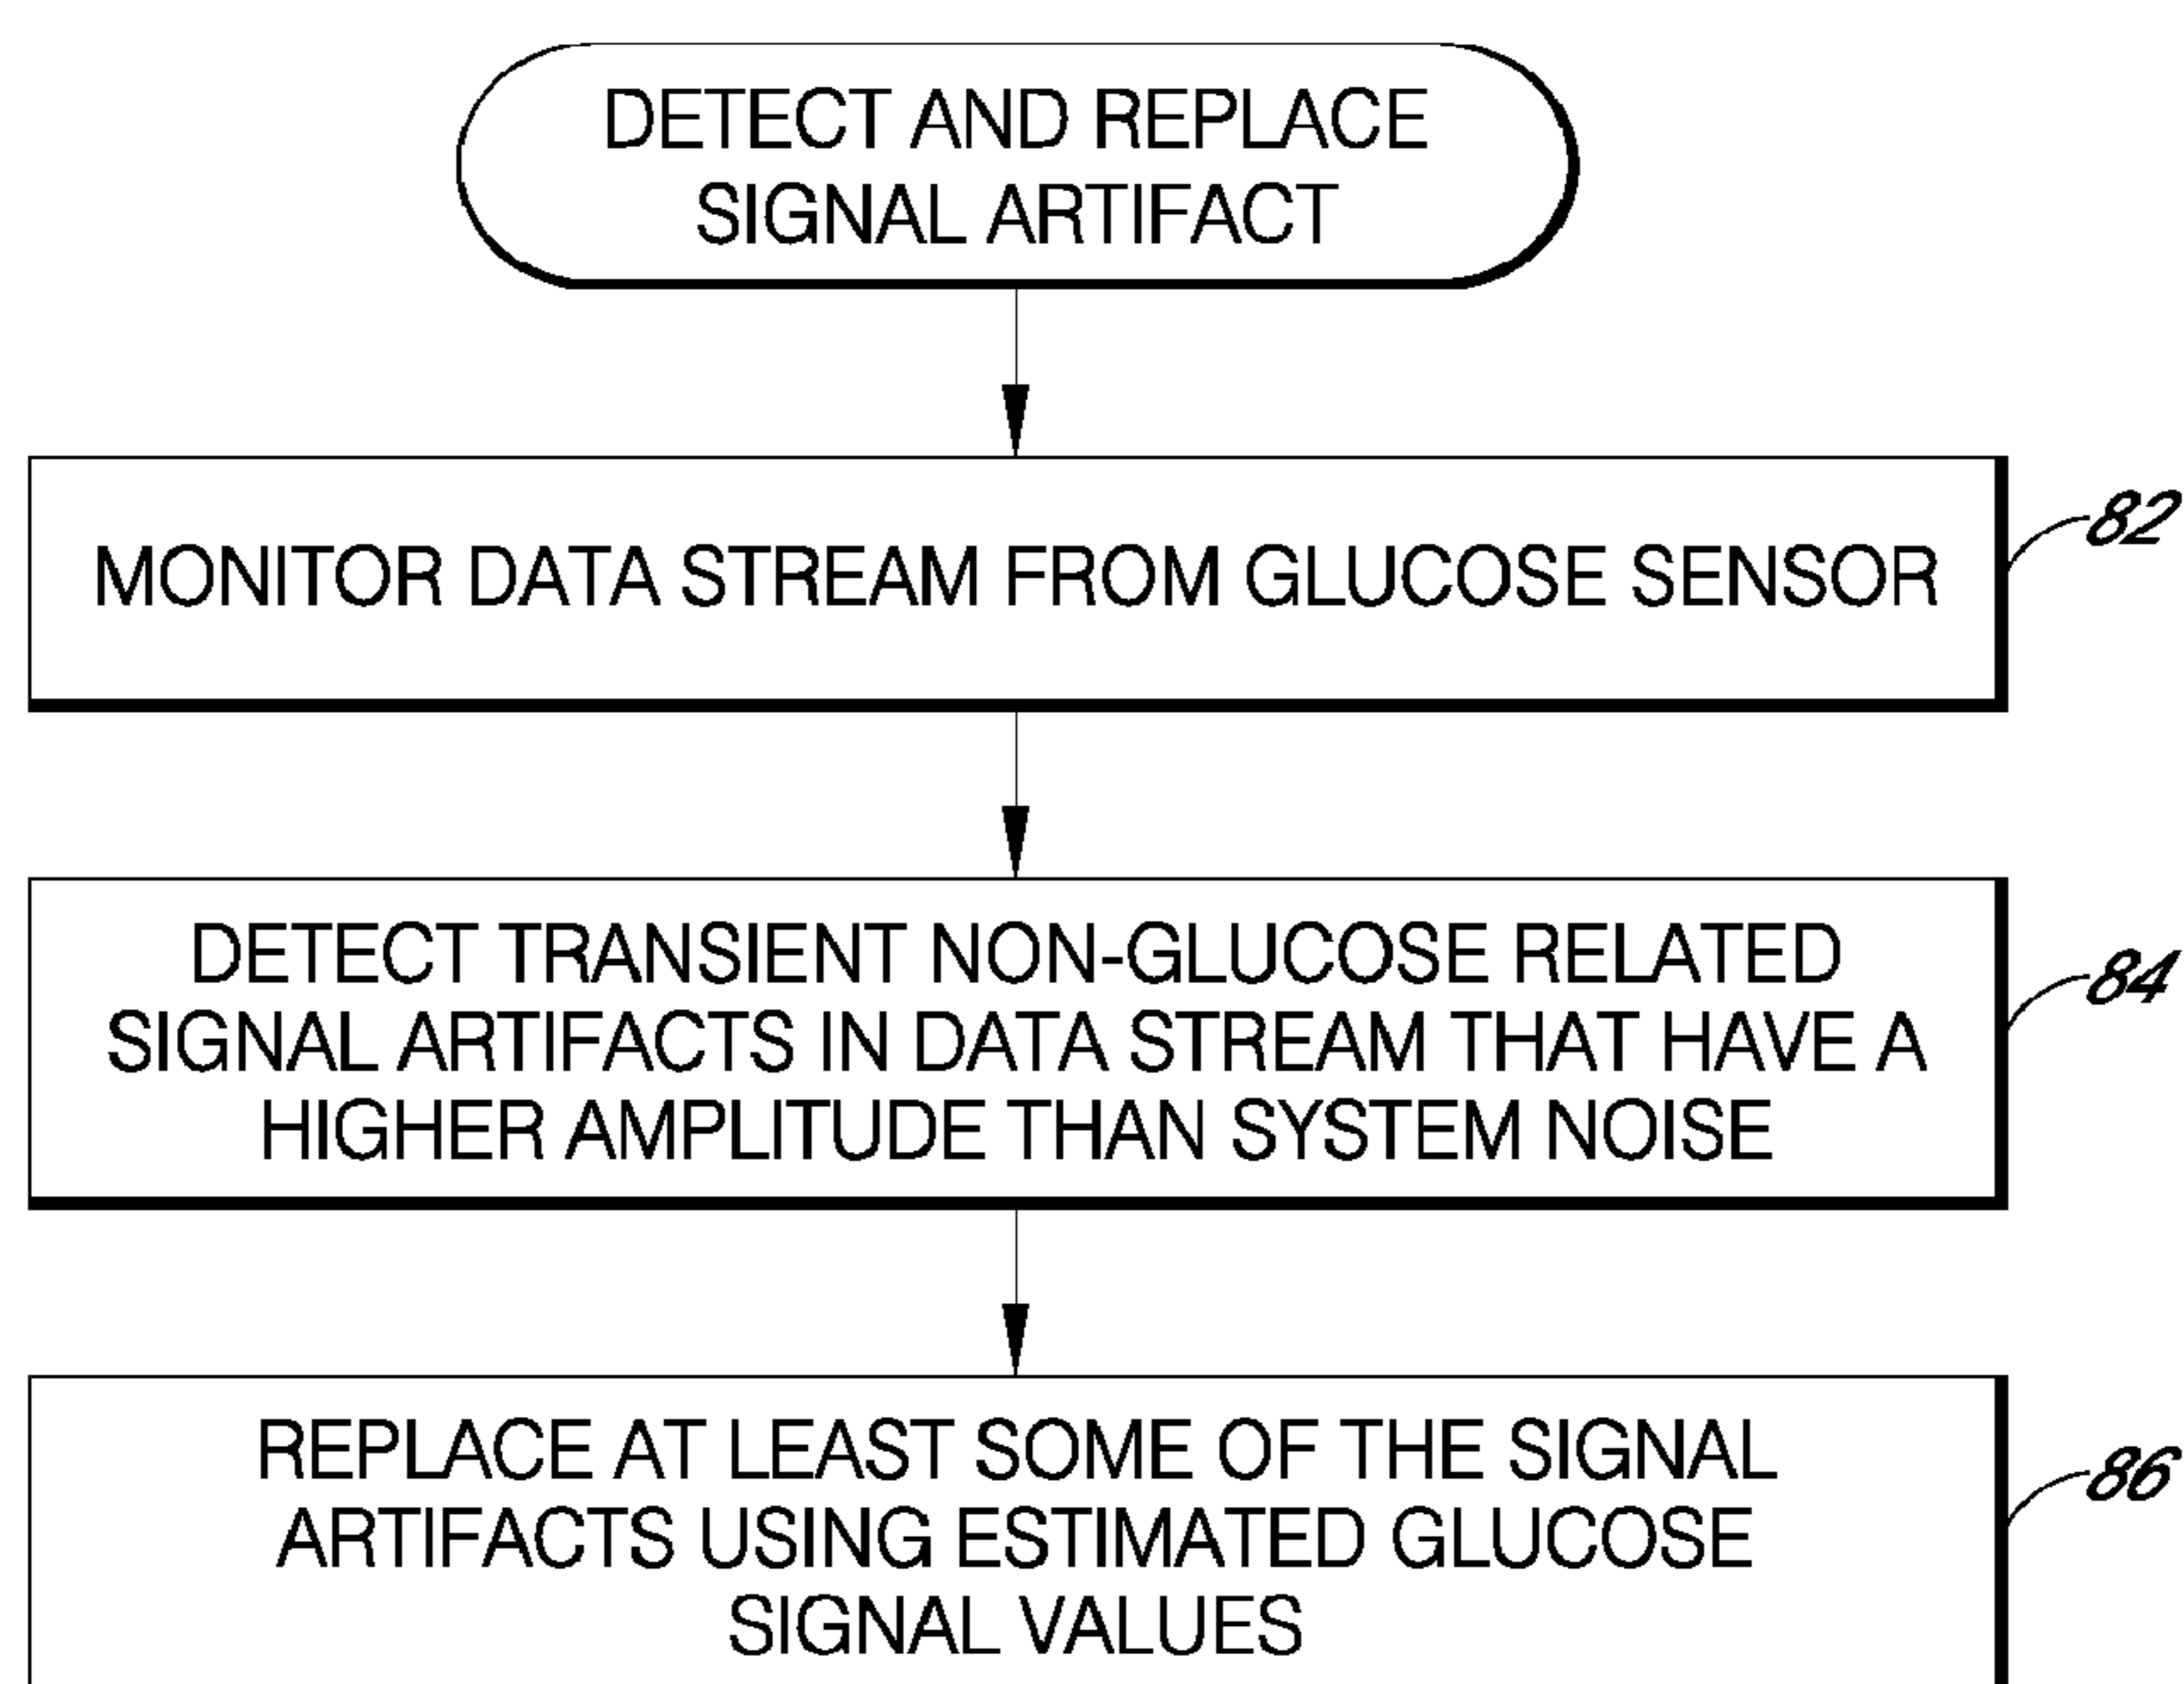 DETECT AND REPLACE
SIGNAL ARTIFACT
MONITOR DATA STREAM FROM GLUCOSE SENSOR
82
DETECT TRANSIENT NON-GLUCOSE RELATED
SIGNAL ARTIFACTS IN DATA STREAM THAT HAVE A
HIGHER AMPLITUDE THAN SYSTEM NOISE
84
REPLACE AT LEAST SOME OF THE SIGNAL
ARTIFACTS USING ESTIMATED GLUCOSE
SIGNAL VALUES
86